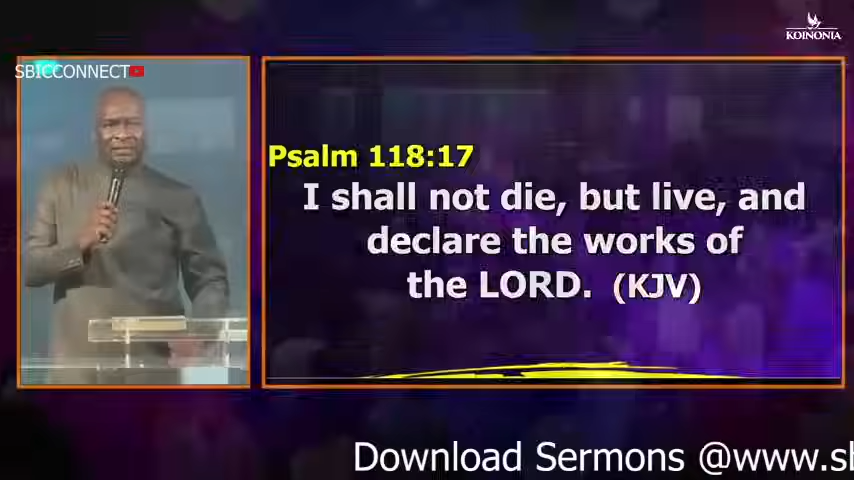 KOINONIA
SBICCONNECT
Psalm 118:17
I shall not die, but live, and
declare the works of
the LORD. (KJV)
Download Sermons @www.sb